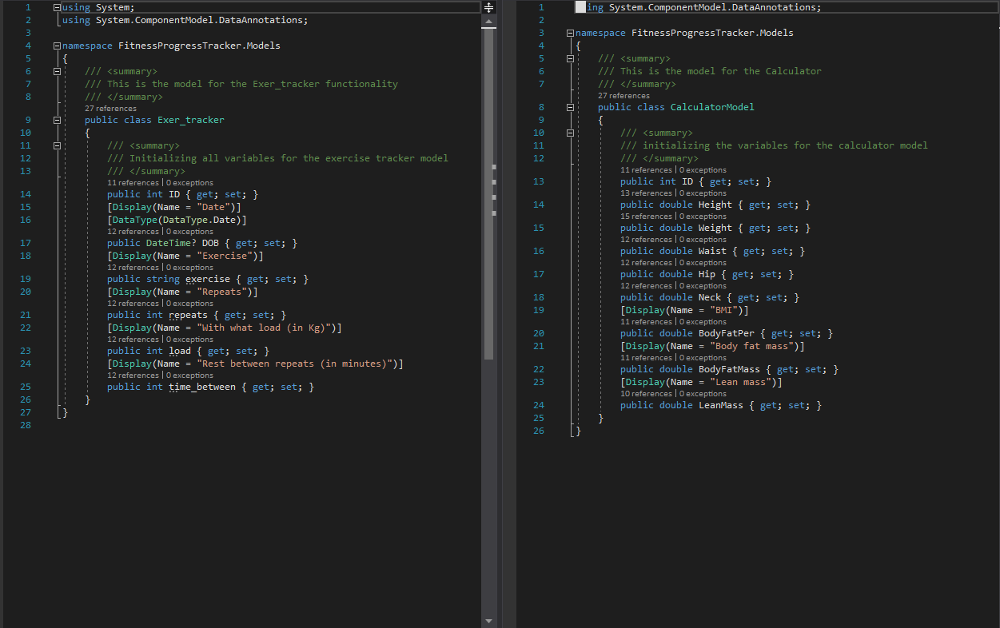 1 using System;
2 using System.ComponentModel.DataAnnotations;
3
4 namespace FitnessProgressTracker.Models
5 {
6 /// <summary>
7 /// This is the model for the Exer_tracker functionality
8 /// </summary>
27 references
9 public class Exer_tracker
10 {
11 /// <summary>
12 /// Initializing all variables for the exercise tracker model
13 /// </summary>
11 references | 0 exceptions
14 public int ID { get; set; }
15 [Display(Name = "Date")]
16 [DataType(DataType.Date)]
12 references | 0 exceptions
17 public DateTime? DOB { get; set; }
18 [Display(Name = "Exercise")]
12 references | 0 exceptions
19 public string exercise { get; set; }
20 [Display(Name = "Repeats")]
12 references | 0 exceptions
21 public int repeats { get; set; }
22 [Display(Name = "With what load (in Kg)")]
12 references | 0 exceptions
23 public int load { get; set; }
24 [Display(Name = "Rest between repeats (in minutes)")]
12 references | 0 exceptions
25 public int time_between { get; set; }
26 }
27 }
28
1 ing System.ComponentModel.DataAnnotations;
2
3 namespace FitnessProgressTracker.Models
4 {
5 /// <summary>
6 /// This is the model for the Calculator
7 /// </summary>
27 references
8 public class CalculatorModel
9 {
10 /// <summary>
11 /// initializing the variables for the calculator model
12 /// </summary>
11 references | 0 exceptions
13 public int ID { get; set; }
13 references | 0 exceptions
14 public double Height { get; set; }
15 references | 0 exceptions
15 public double Weight { get; set; }
12 references | 0 exceptions
16 public double Waist { get; set; }
12 references | 0 exceptions
17 public double Hip { get; set; }
12 references | 0 exceptions
18 public double Neck { get; set; }
19 [Display(Name = "BMI")]
11 references | 0 exceptions
20 public double BodyFatPer { get; set; }
21 [Display(Name = "Body fat mass")]
11 references | 0 exceptions
22 public double BodyFatMass { get; set; }
23 [Display(Name = "Lean mass")]
10 references | 0 exceptions
24 public double LeanMass { get; set; }
25 }
26 }